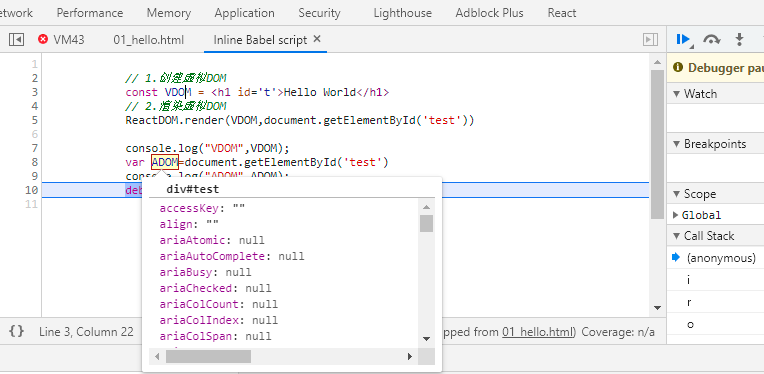 etwork Performance Memory Application Security Lighthouse Adblock Plus React
VM43 01_hello.html Inline Babel script
1
2 // 1.创建虚拟DOM
3 const VDOM = <h1 id='t'>Hello World</h1>
4 // 2.渲染虚拟DOM
5 ReactDOM.render(VDOM,document.getElementById('test'))
6
7 console.log("VDOM",VDOM);
8 var ADOM=document.getElementById('test')
9 console.log("ADOM",ADOM);
10 deb
11
div#test
accessKey: ""
align: ""
ariaAtomic: null
ariaAutoComplete: null
ariaBusy: null
ariaChecked: null
ariaColCount: null
ariaColIndex: null
ariaColSpan: null
{} Line 3, Column 22
pped from 01_hello.html) Coverage: n/a
Debugger pau
Watch
Breakpoints
Scope
Global
Call Stack
(anonymous)
i
r
o